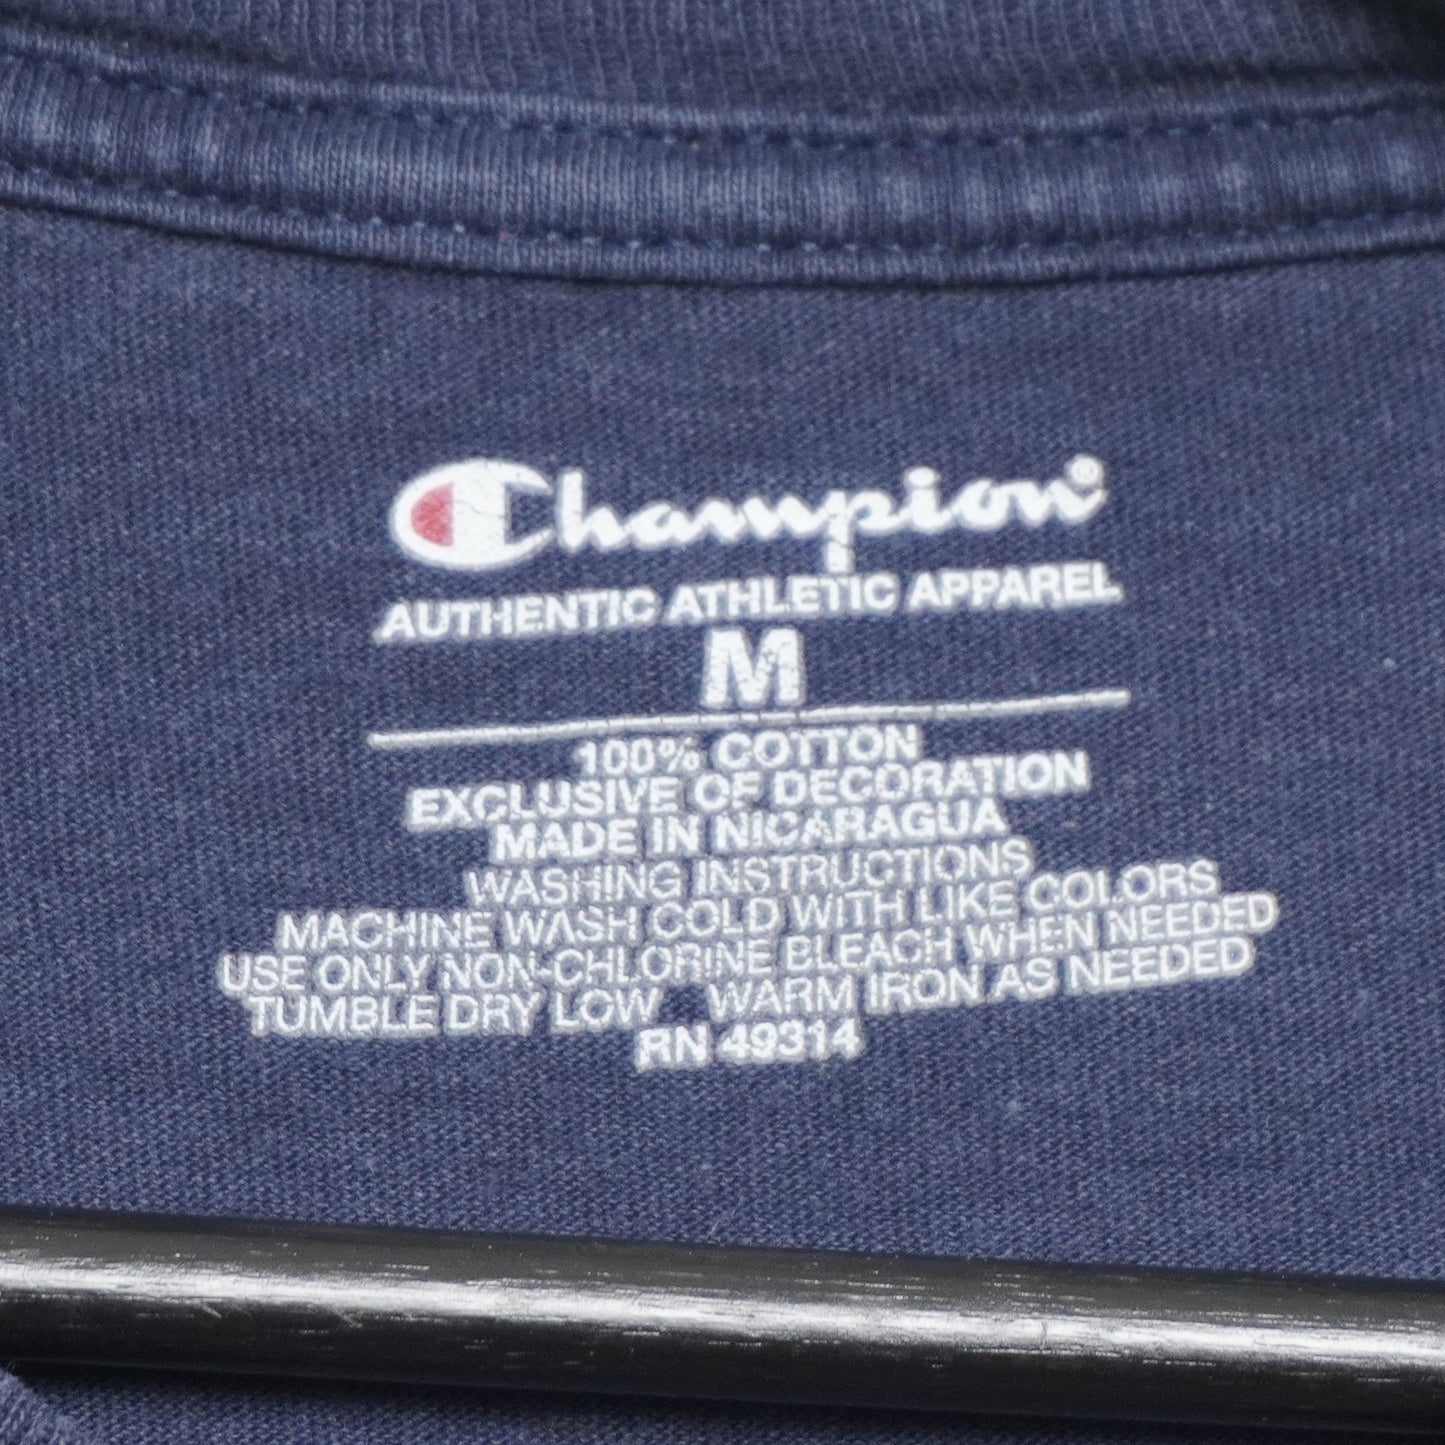 Champion®
AUTHENTIC ATHLETIC APPAREL
M
100% COTTON
EXCLUSIVE OF DECORATION
MADE IN NICARAGUA
WASHING INSTRUCTIONS
MACHINE WASH COLD WITH LIKE COLORS
USE ONLY NON-CHLORINE BLEACH WHEN NEEDED
TUMBLE DRY LOW WARM IRON AS NEEDED
RN 49314